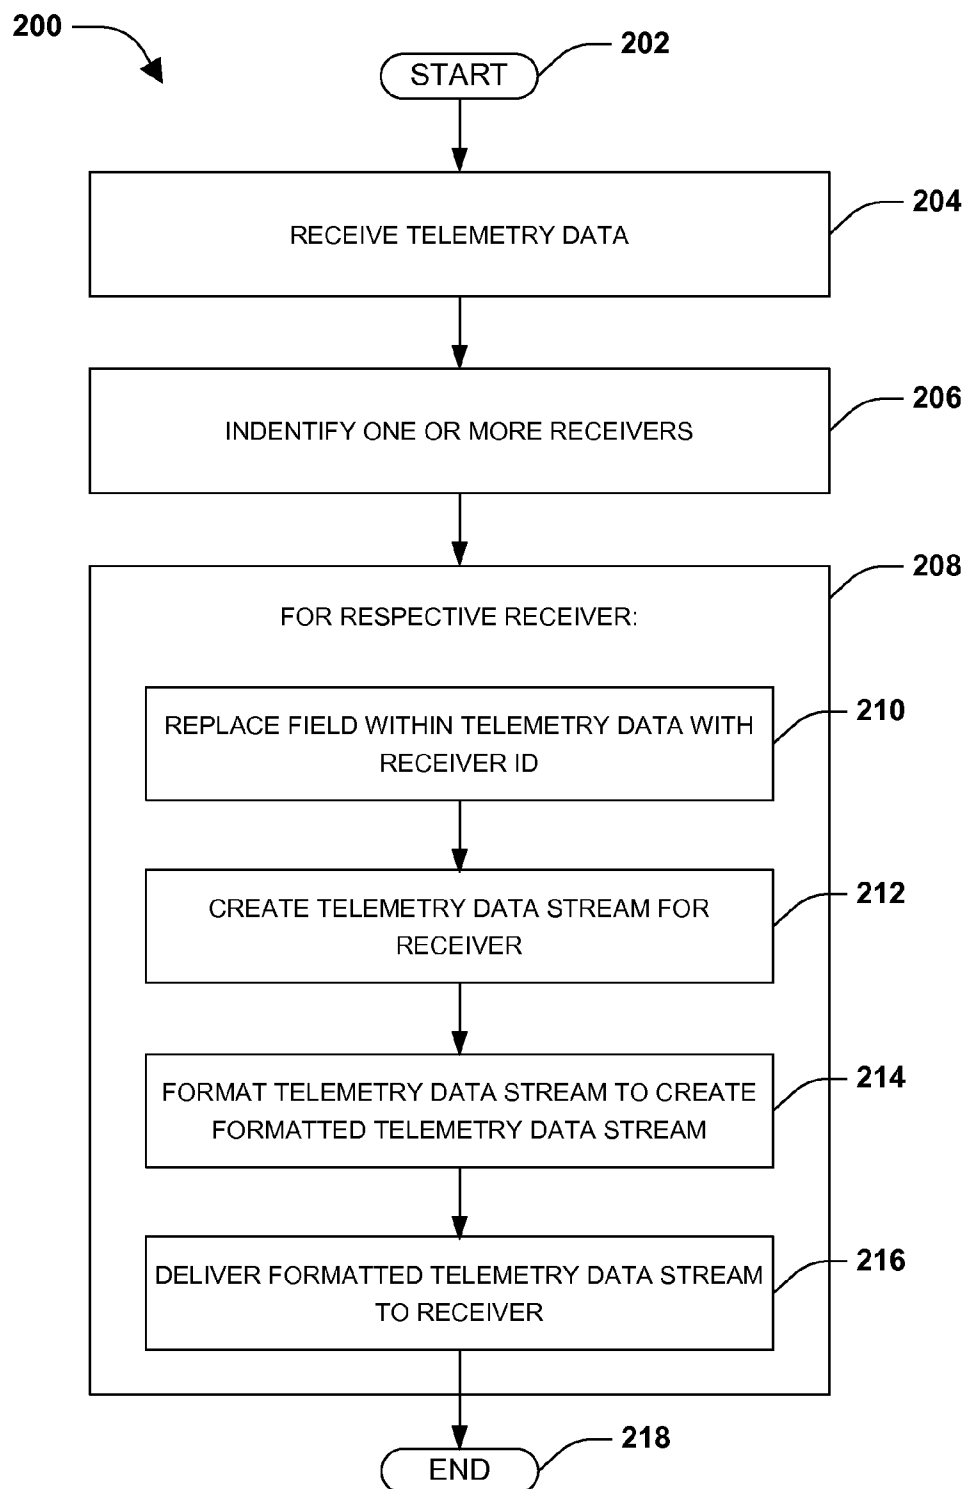 200
START
202
RECEIVE TELEMETRY DATA
204
INDENTIFY ONE OR MORE RECEIVERS
206
208
FOR RESPECTIVE RECEIVER:
REPLACE FIELD WITHIN TELEMETRY DATA WITH
RECEIVER ID
210
CREATE TELEMETRY DATA STREAM FOR
RECEIVER
212
FORMAT TELEMETRY DATA STREAM TO CREATE
FORMATTED TELEMETRY DATA STREAM
214
DELIVER FORMATTED TELEMETRY DATA STREAM
TO RECEIVER
216
END
218